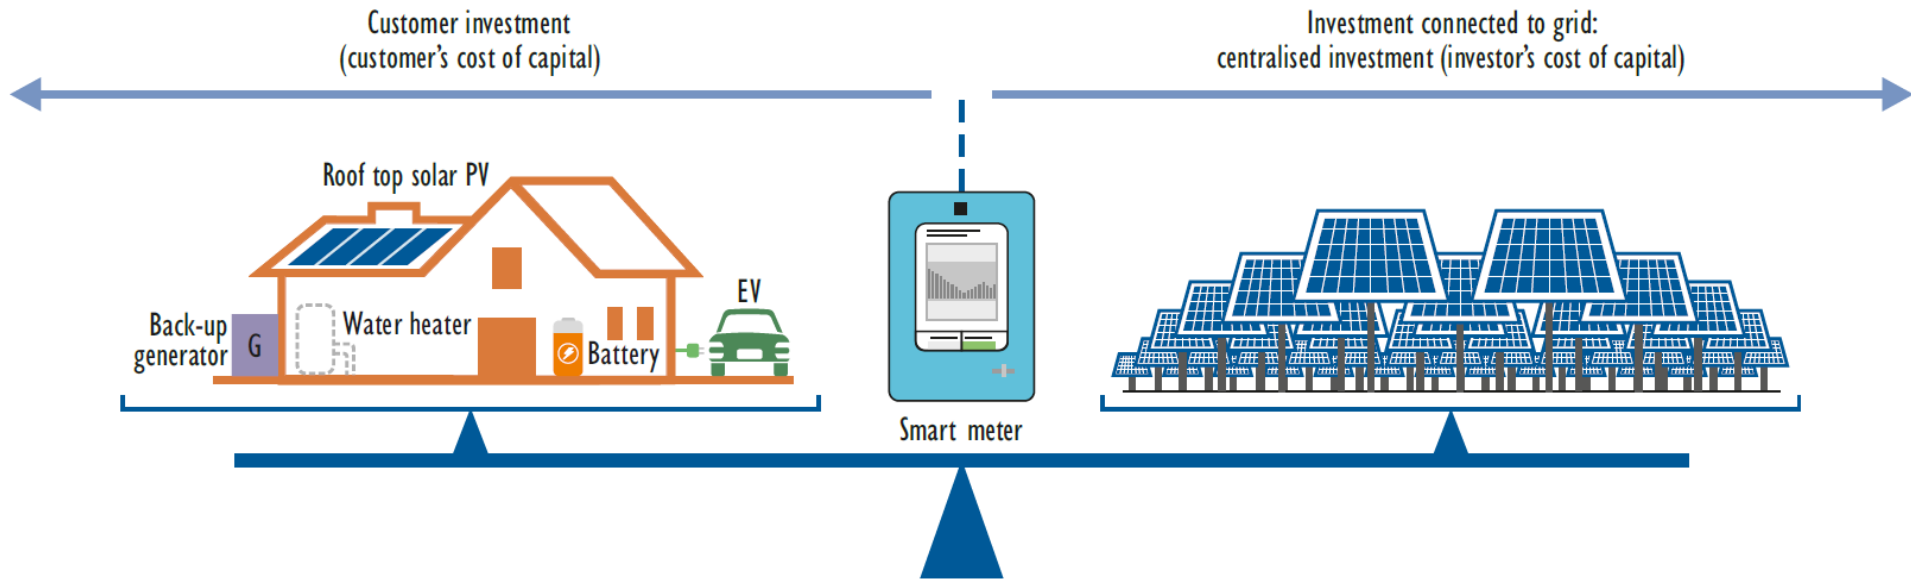 Customer investment
(customer's cost of capital)
Investment connected to grid:
centralised investment (investor's cost of capital)
Roof top solar PV
EV
Back-up
generator
G
Water heater
Battery
Smart meter